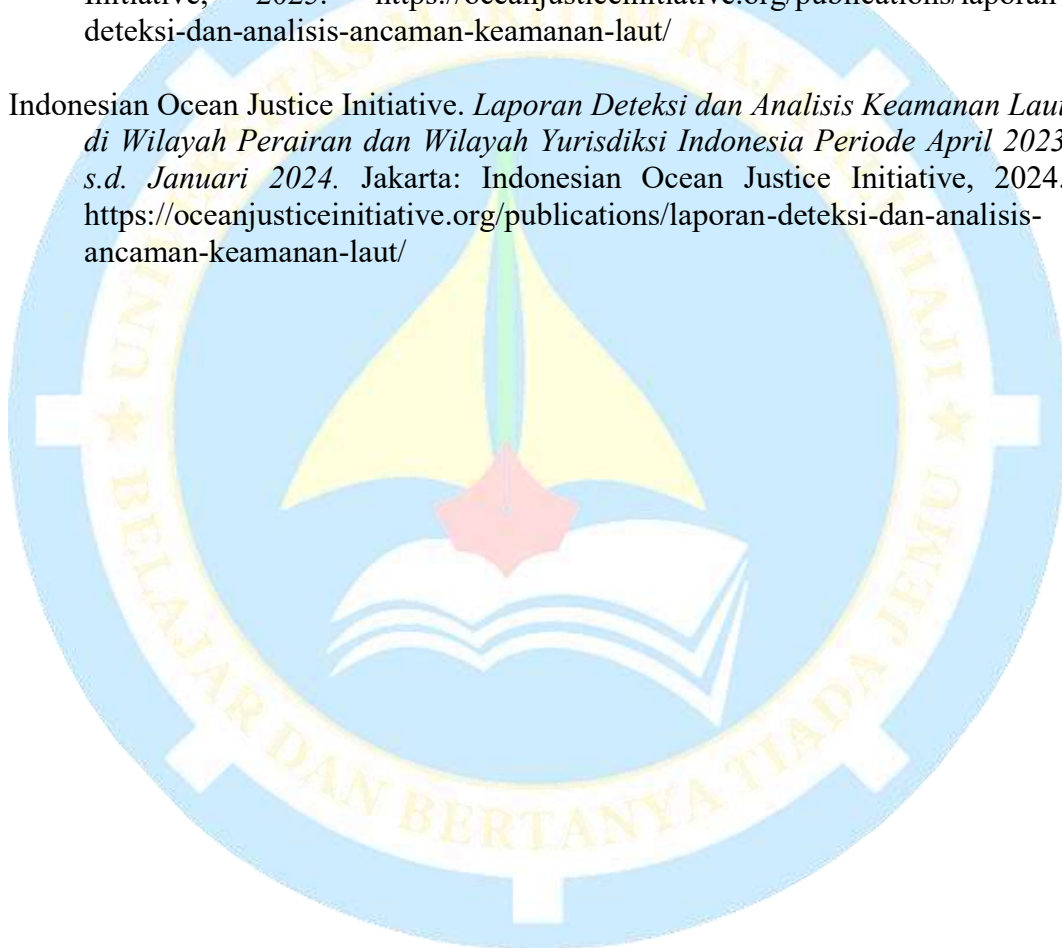 Initiative, 2023. https://oceanjusticeinitiative.org/publications/laporan-
deteksi-dan-analisis-ancaman-keamanan-laut/
Indonesian Ocean Justice Initiative. Laporan Deteksi dan Analisis Keamanan Laut
di Wilayah Perairan dan Wilayah Yurisdiksi Indonesia Periode April 2023
s.d. Januari 2024. Jakarta: Indonesian Ocean Justice Initiative, 2024.
https://oceanjusticeinitiative.org/publications/laporan-deteksi-dan-analisis-
ancaman-keamanan-laut/
HAJI
BELAJAR DAN BERTANYA TIADA JEMU